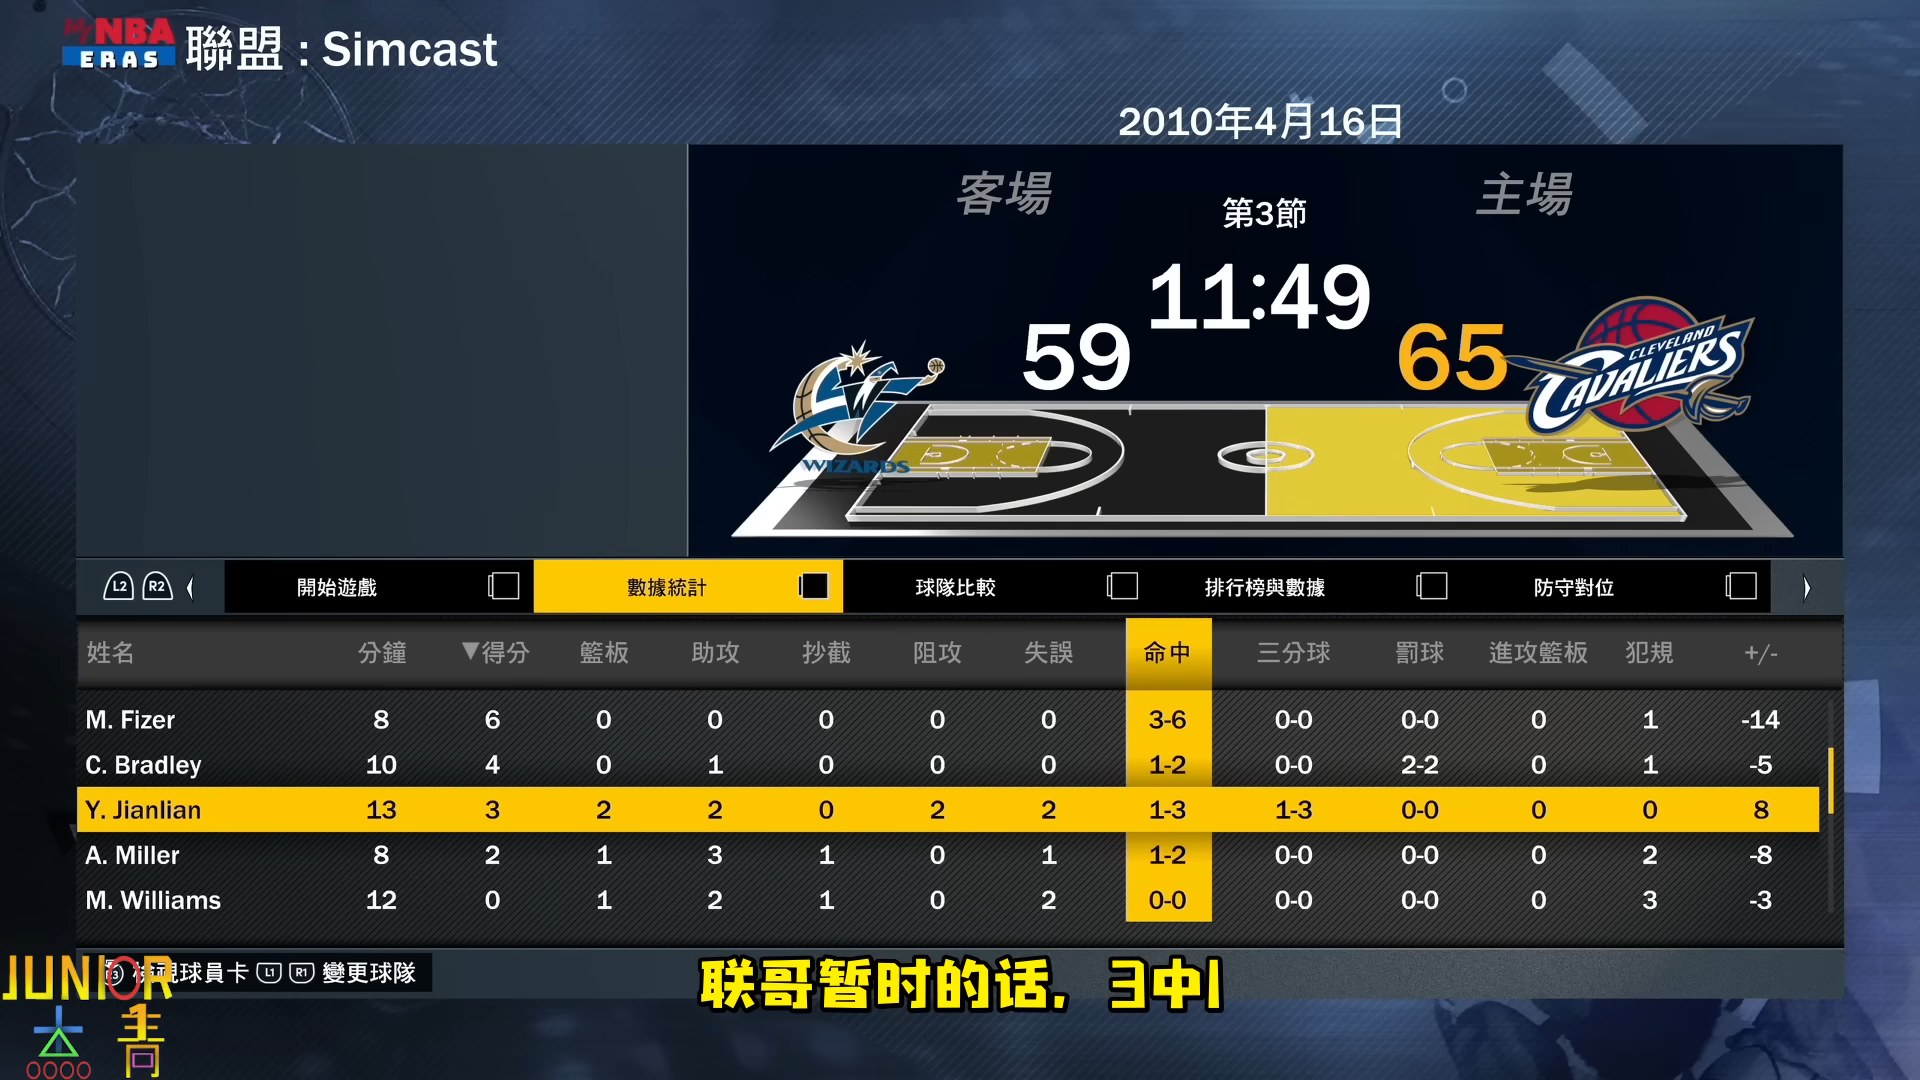 MyNBA ERAS 聯盟 : Simcast
2010年4月16日
客場
第3節
主場
11:49
59
65
WIZARDS
CLEVELAND
CAVALIERS
L2 R2 開始遊戲 數據統計 球隊比較 排行榜與數據 防守對位
姓名 分鐘 ▼得分 籃板 助攻 抄截 阻攻 失誤 命中 三分球 罰球 進攻籃板 犯規 +/-
M. Fizer 8 6 0 0 0 0 0 3-6 0-0 0-0 0 1 -14
C. Bradley 10 4 0 1 0 0 0 1-2 0-0 2-2 0 1 -5
Y. Jianlian 13 3 2 2 0 2 2 1-3 1-3 0-0 0 0 8
A. Miller 8 2 1 3 1 0 1 1-2 0-0 0-0 0 2 -8
M. Williams 12 0 1 2 1 0 2 0-0 0-0 0-0 0 3 -3
球員卡 L1 R1 變更球隊
联哥暂时的话，3中1
JUNIOR